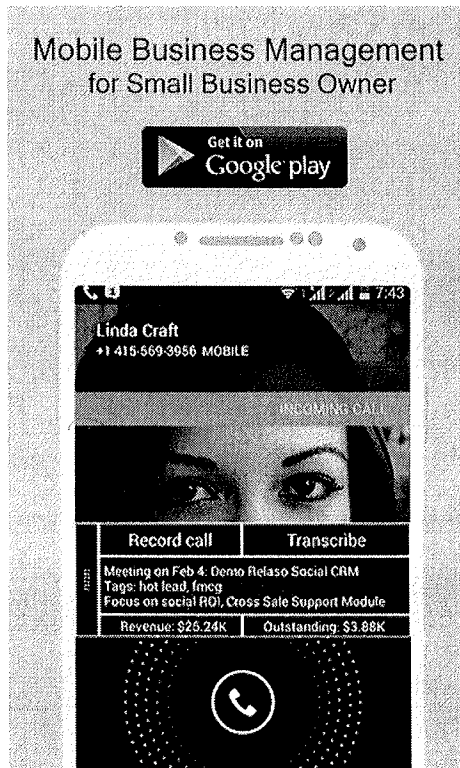 Mobile Business Management
for Small Business Owner
Get it on
Google play
7:43
Linda Craft
+1 415-569-3956 MOBILE
INCOMING CALL
Record call Transcribe
Meeting on Feb 4: Demo Relaso Social CRM
Tags: hot lead, fmcg
Focus on social ROI, Cross Sale Support Module
Revenue: $25.24K Outstanding: $3.88K